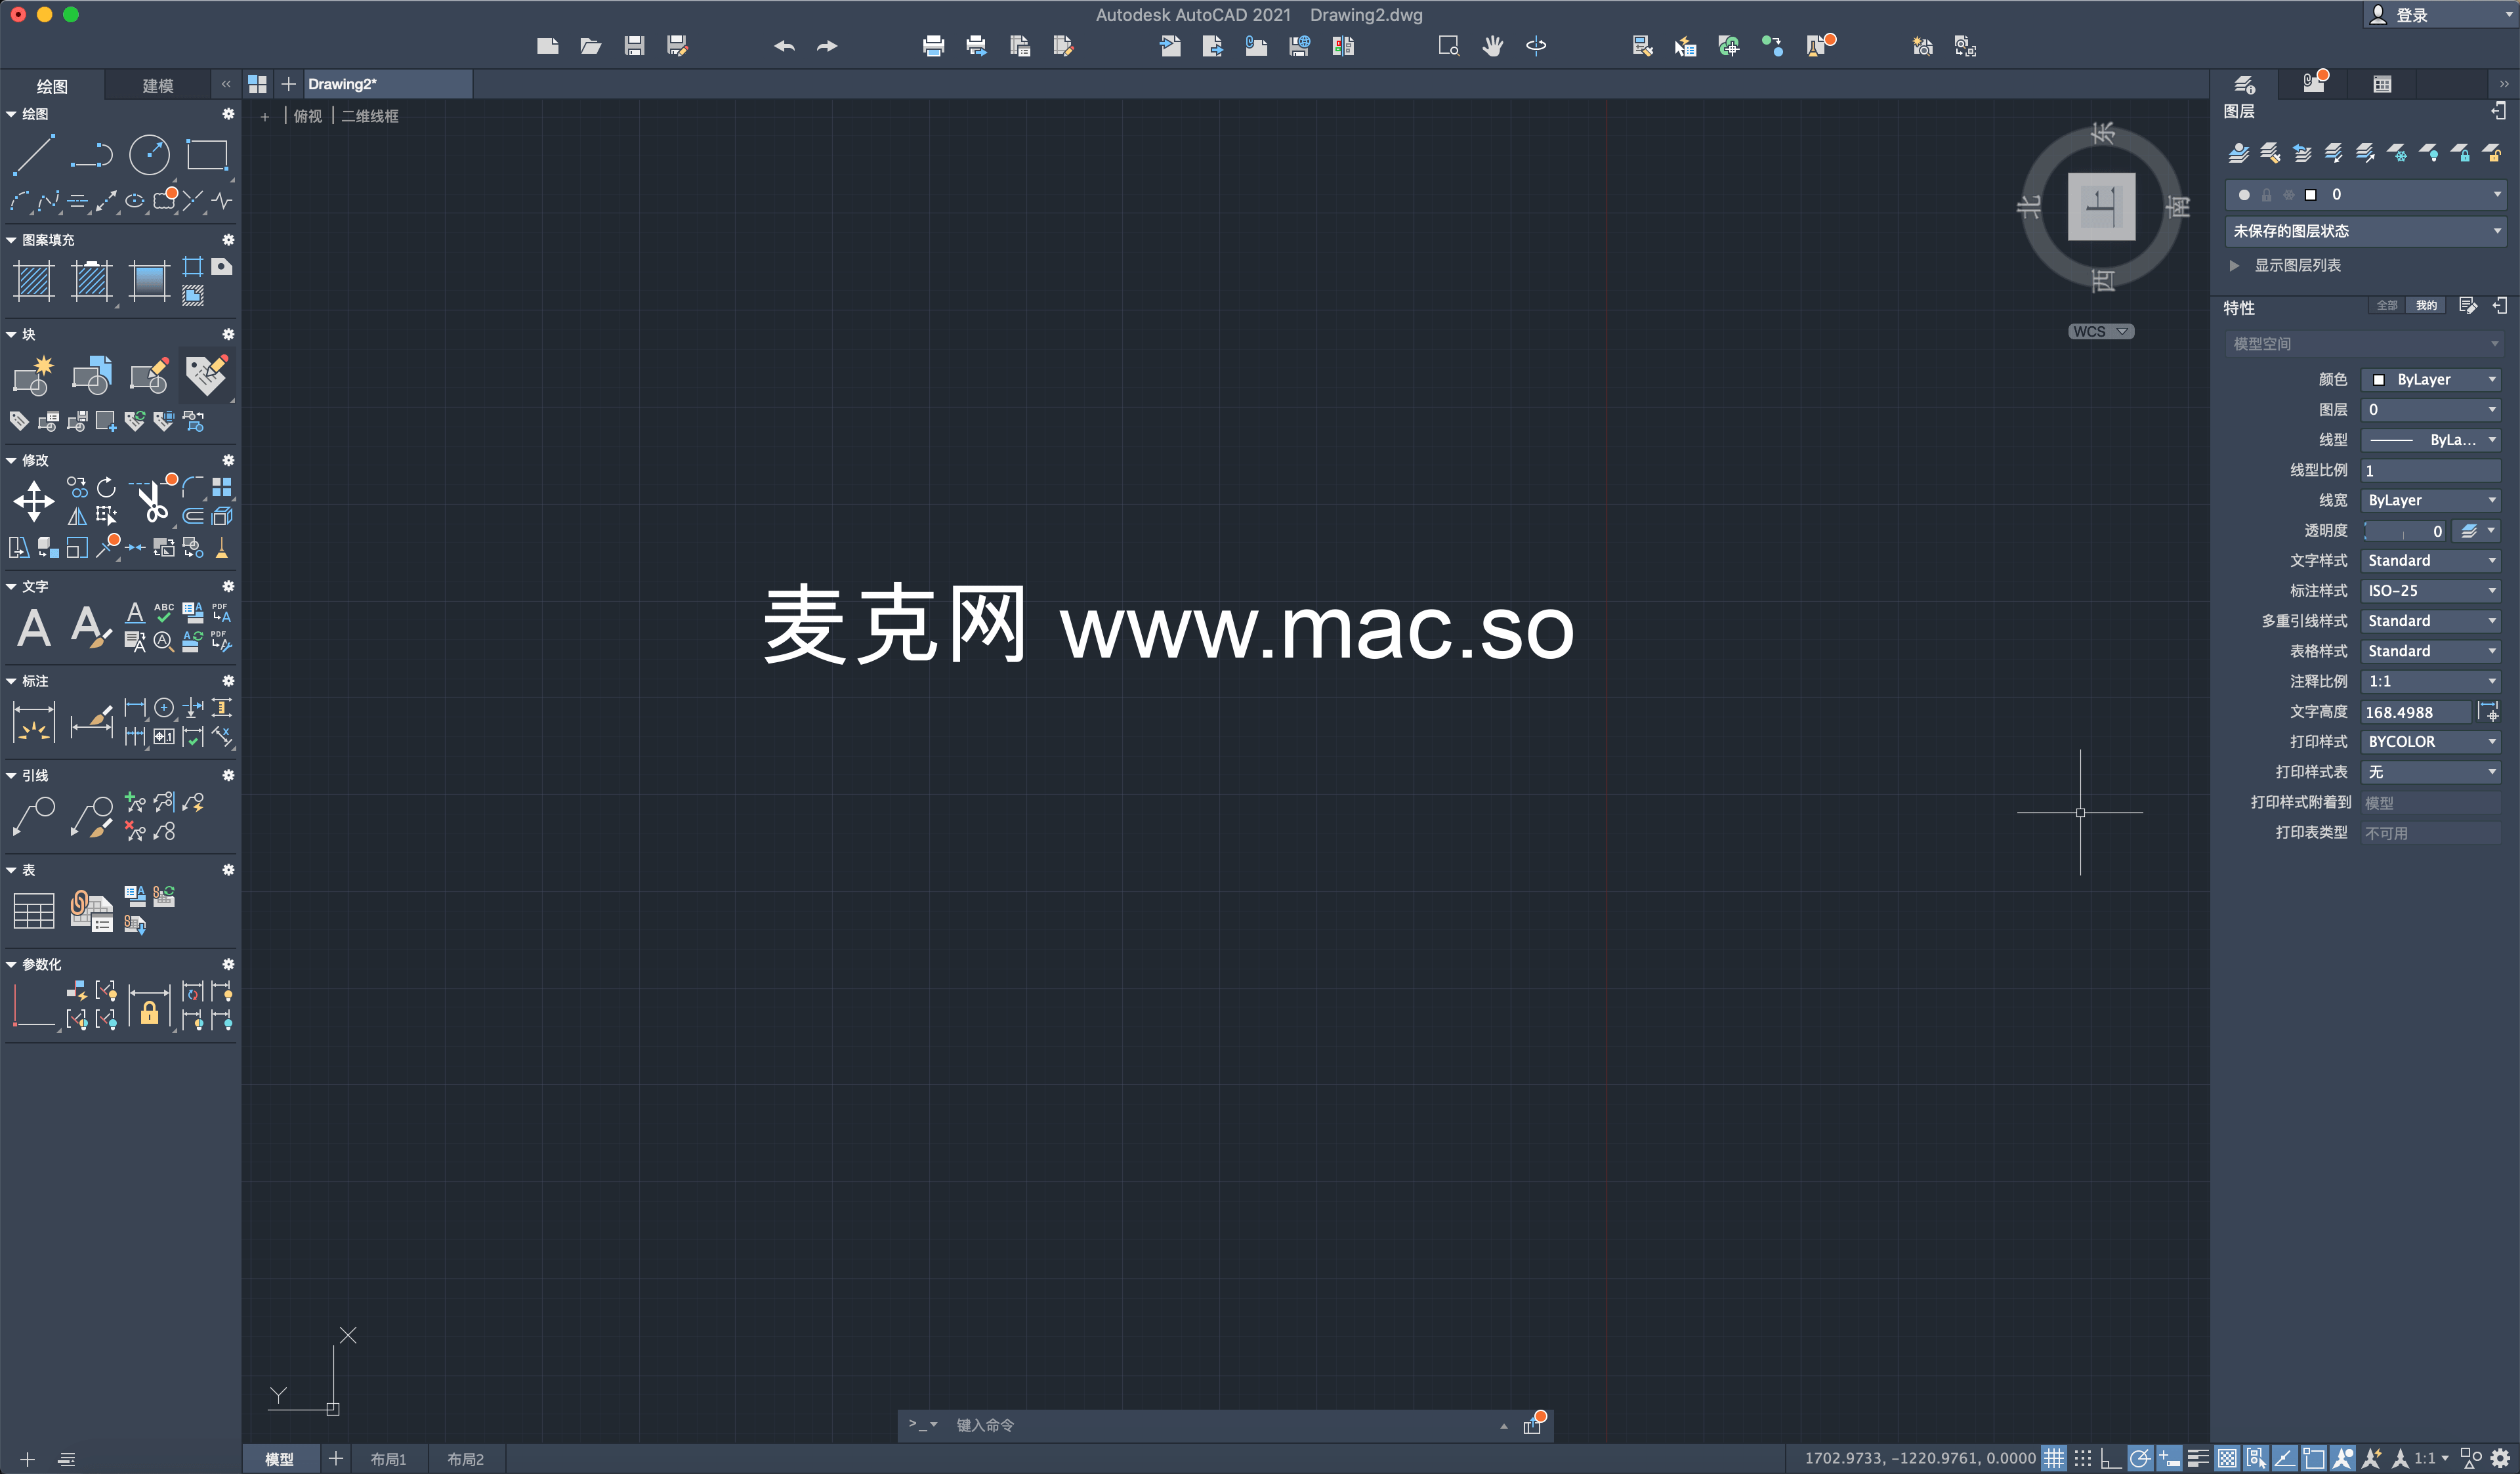 Autodesk AutoCAD 2021 Drawing2.dwg
登录
绘图 建模
Drawing2*
+ 俯视 二维线框
绘图
图案填充
块
修改
文字
ABC
PDF
PDF
标注
引线
表
参数化
麦克网 www.mac.so
东
北 上 南
西
WCS
X
Y
>_ 键入命令
模型 布局1 布局2
图层
0
未保存的图层状态
显示图层列表
特性 全部 我的
模型空间
颜色 ByLayer
图层 0
线型 ByLa...
线型比例 1
线宽 ByLayer
透明度 0
文字样式 Standard
标注样式 ISO-25
多重引线样式 Standard
表格样式 Standard
注释比例 1:1
文字高度 168.4988
打印样式 BYCOLOR
打印样式表 无
打印样式附着到 模型
打印表类型 不可用
1702.9733, -1220.9761, 0.0000 1:1